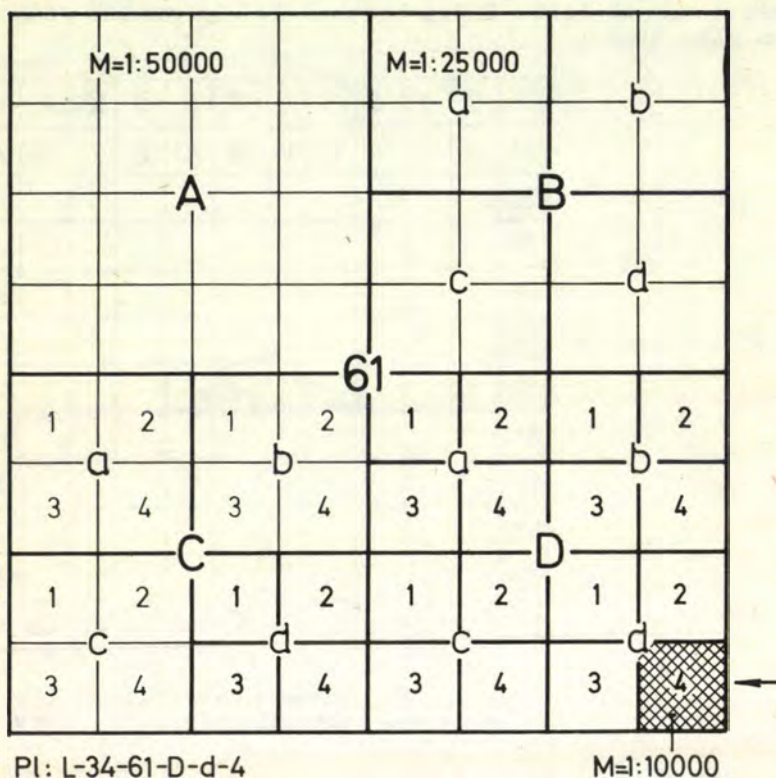 M=1:50000 M=1:25000
a b
A B
c d
61
1 2 1 2 1 2 1 2
a b a b
3 4 3 4 3 4 3 4
C D
1 2 1 2 1 2 1 2
c d c d
3 4 3 4 3 4 3 4
Pl: L-34-61-D-d-4 M=1:10000